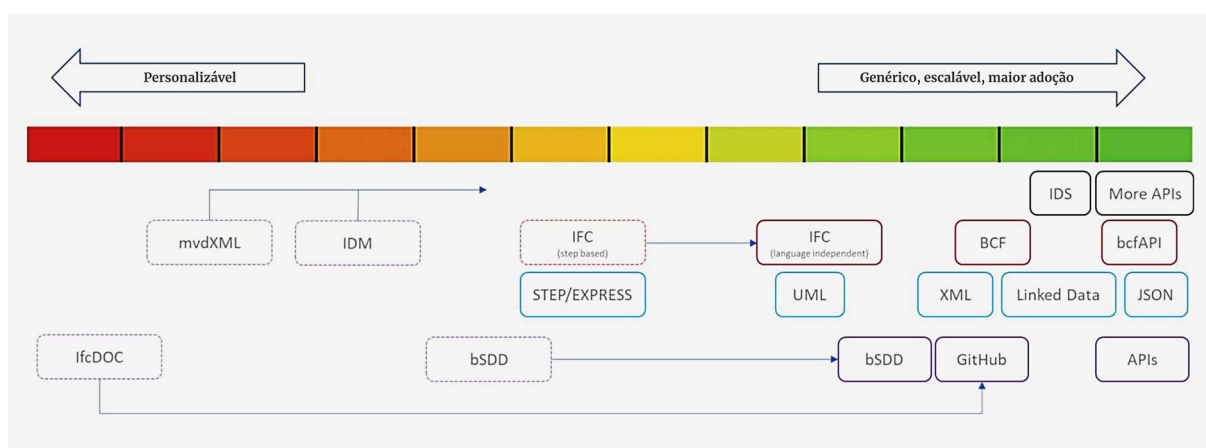 Personalizável
Genérico, escalável, maior adoção
IDS
More APIs
mvdXML
IDM
IFC
(step based)
IFC
(language independent)
BCF
bcfAPI
STEP/EXPRESS
UML
XML
Linked Data
JSON
IfcDOC
bSDD
bSDD
GitHub
APIs